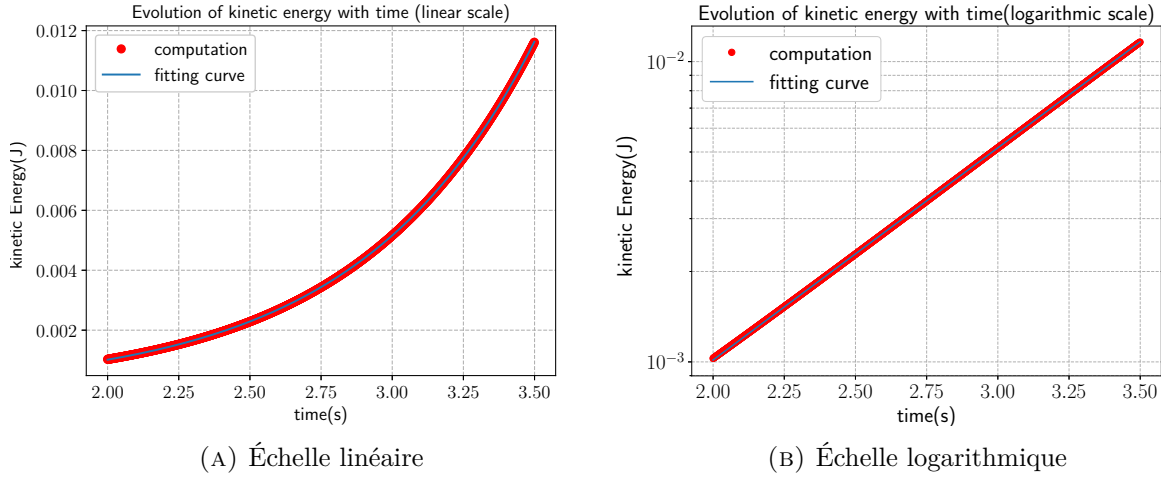 Evolution of kinetic energy with time (linear scale)
0.012
0.010
0.008
0.006
0.004
0.002
kinetic Energy(J)
computation
fitting curve
2.00 2.25 2.50 2.75 3.00 3.25 3.50
time(s)
(A) Échelle linéaire
Evolution of kinetic energy with time(logarithmic scale)
10⁻²
10⁻³
kinetic Energy(J)
computation
fitting curve
2.00 2.25 2.50 2.75 3.00 3.25 3.50
time(s)
(B) Échelle logarithmique